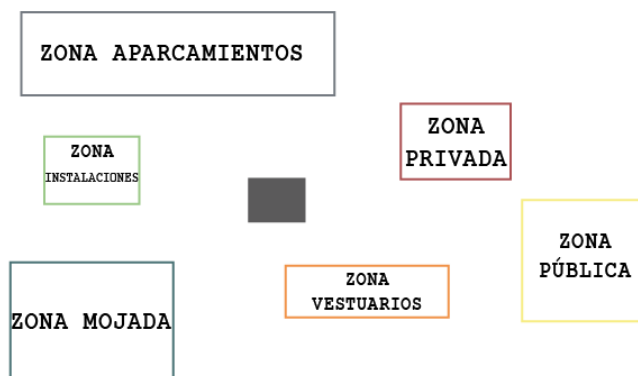 ZONA APARCAMIENTOS
ZONA
PRIVADA
ZONA
INSTALACIONES
ZONA
PÚBLICA
ZONA
VESTUARIOS
ZONA MOJADA